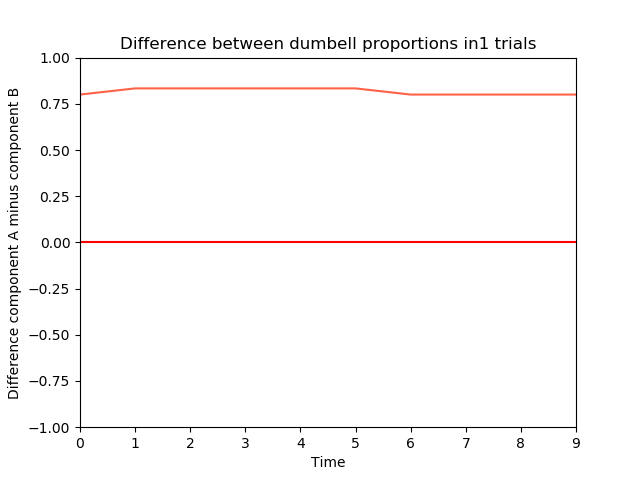 Difference between dumbell proportions in1 trials
Difference component A minus component B
1.00
0.75
0.50
0.25
0.00
−0.25
−0.50
−0.75
−1.00
0 1 2 3 4 5 6 7 8 9
Time